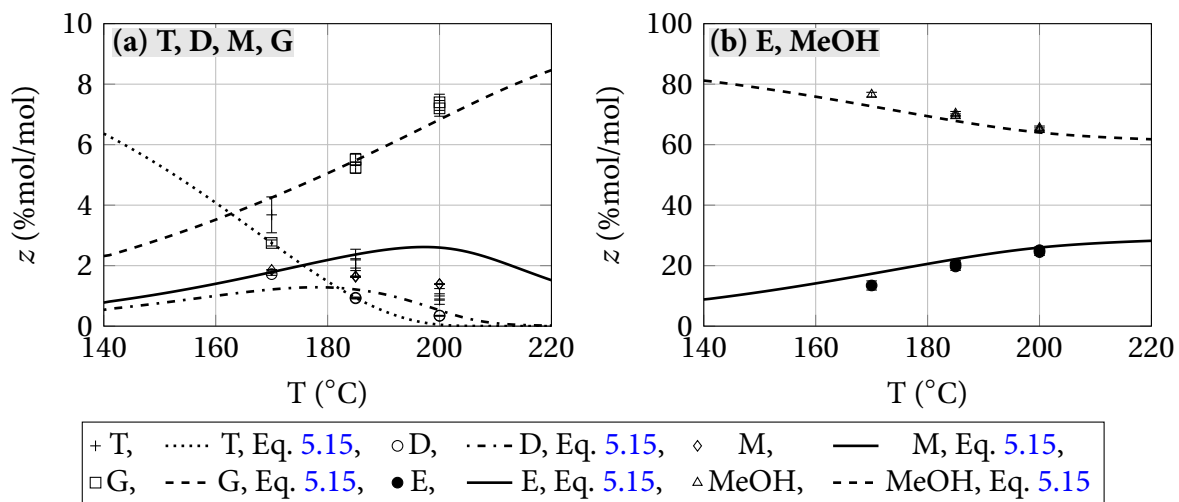 (a) T, D, M, G
(b) E, MeOH
10
8
6
4
2
0
z (%mol/mol)
140 160 180 200 220
T (°C)
100
80
60
40
20
0
z (%mol/mol)
140 160 180 200 220
T (°C)
T, T, Eq. 5.15, D, D, Eq. 5.15, M, M, Eq. 5.15,
G, G, Eq. 5.15, E, E, Eq. 5.15, MeOH, MeOH, Eq. 5.15